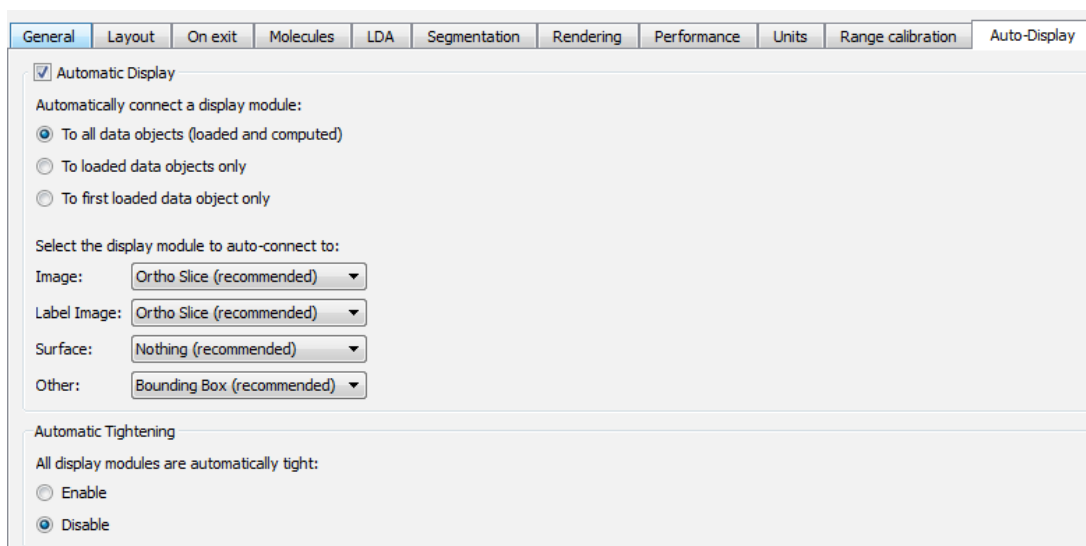 General Layout On exit Molecules LDA Segmentation Rendering Performance Units Range calibration Auto-Display
Automatic Display
Automatically connect a display module:
To all data objects (loaded and computed)
To loaded data objects only
To first loaded data object only
Select the display module to auto-connect to:
Image: Ortho Slice (recommended)
Label Image: Ortho Slice (recommended)
Surface: Nothing (recommended)
Other: Bounding Box (recommended)
Automatic Tightening
All display modules are automatically tight:
Enable
Disable